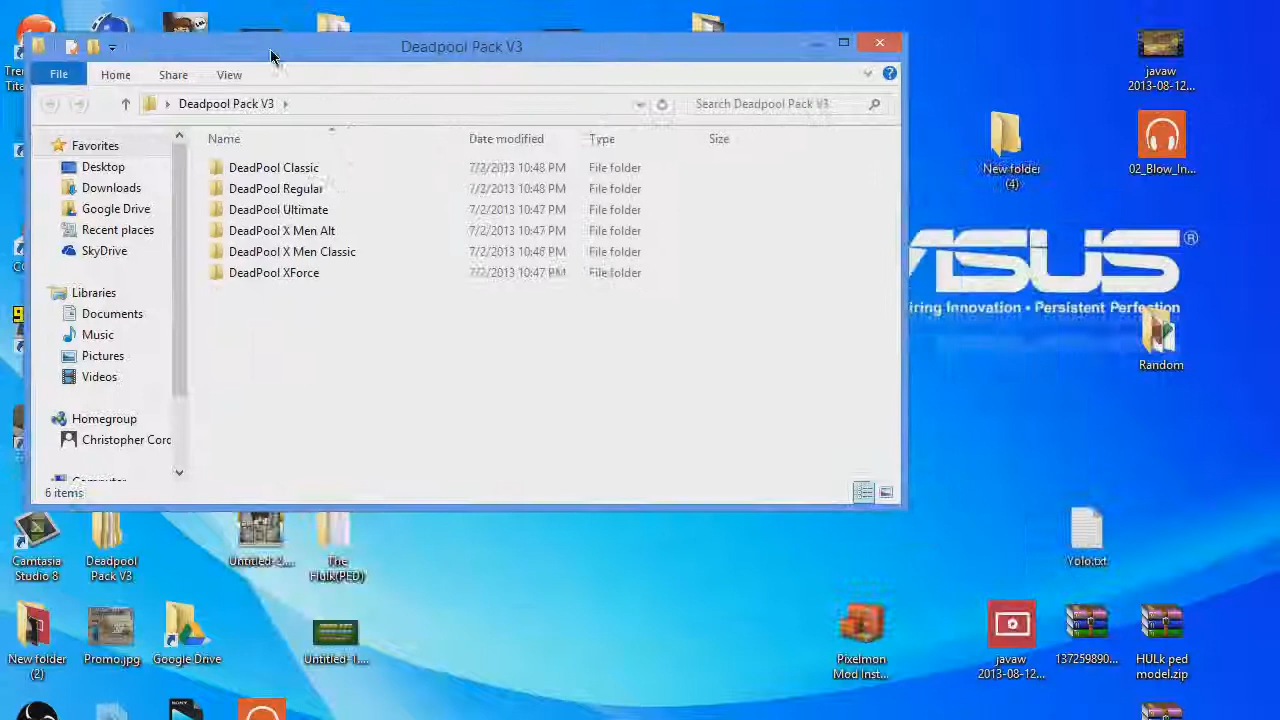 Deadpool Pack V3
File Home Share View
Deadpool Pack V3
Search Deadpool Pack V3
Name Date modified Type Size
Favorites
Desktop
Downloads
Google Drive
Recent places
SkyDrive
Libraries
Documents
Music
Pictures
Videos
Homegroup
Christopher Cord
DeadPool Classic 7/2/2013 10:48 PM File folder
DeadPool Regular 7/2/2013 10:48 PM File folder
DeadPool Ultimate 7/2/2013 10:47 PM File folder
DeadPool X Men Alt 7/2/2013 10:47 PM File folder
DeadPool X Men Classic 7/2/2013 10:46 PM File folder
DeadPool XForce 7/2/2013 10:47 PM File folder
6 items
javaw
2013-08-12...
New folder
(4)
02_Blow_In...
ASUS®
iring Innovation • Persistent Perfection
Random
Yolo.txt
Camtasia
Studio 8
Deadpool
Pack V3
Untitled-2....
The
Hulk(PED)
New folder
(2)
Promo.jpg
Google Drive
Untitled-1....
Pixelmon
Mod Inst...
javaw
2013-08-12...
137259890...
HULk ped
model.zip